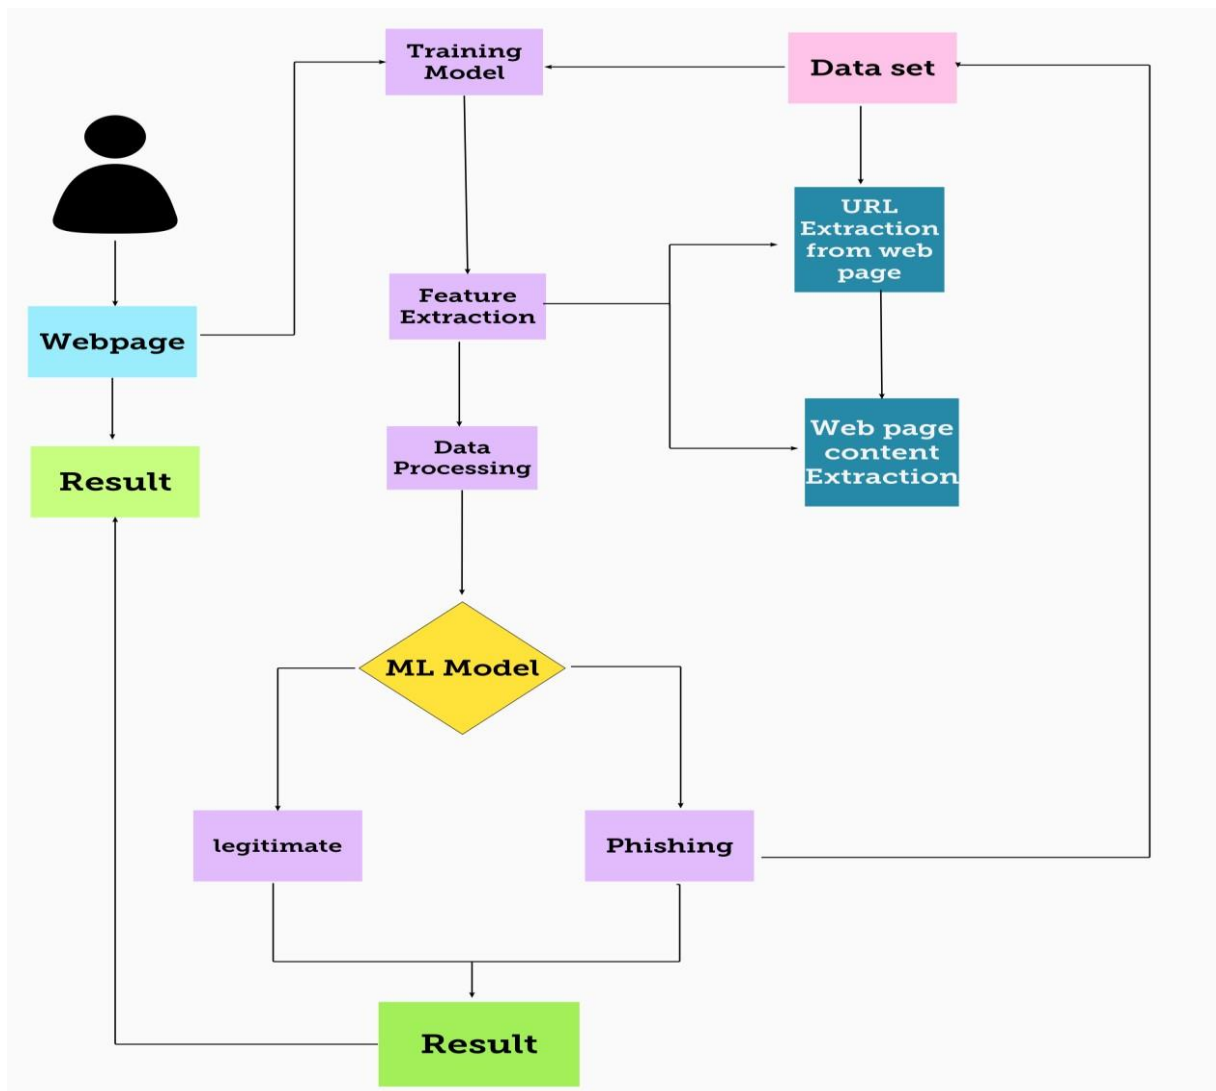 Training
Model
Data set
URL
Extraction
from web
page
Feature
Extraction
Webpage
Data
Processing
Web page
content
Extraction
Result
ML Model
legitimate
Phishing
Result